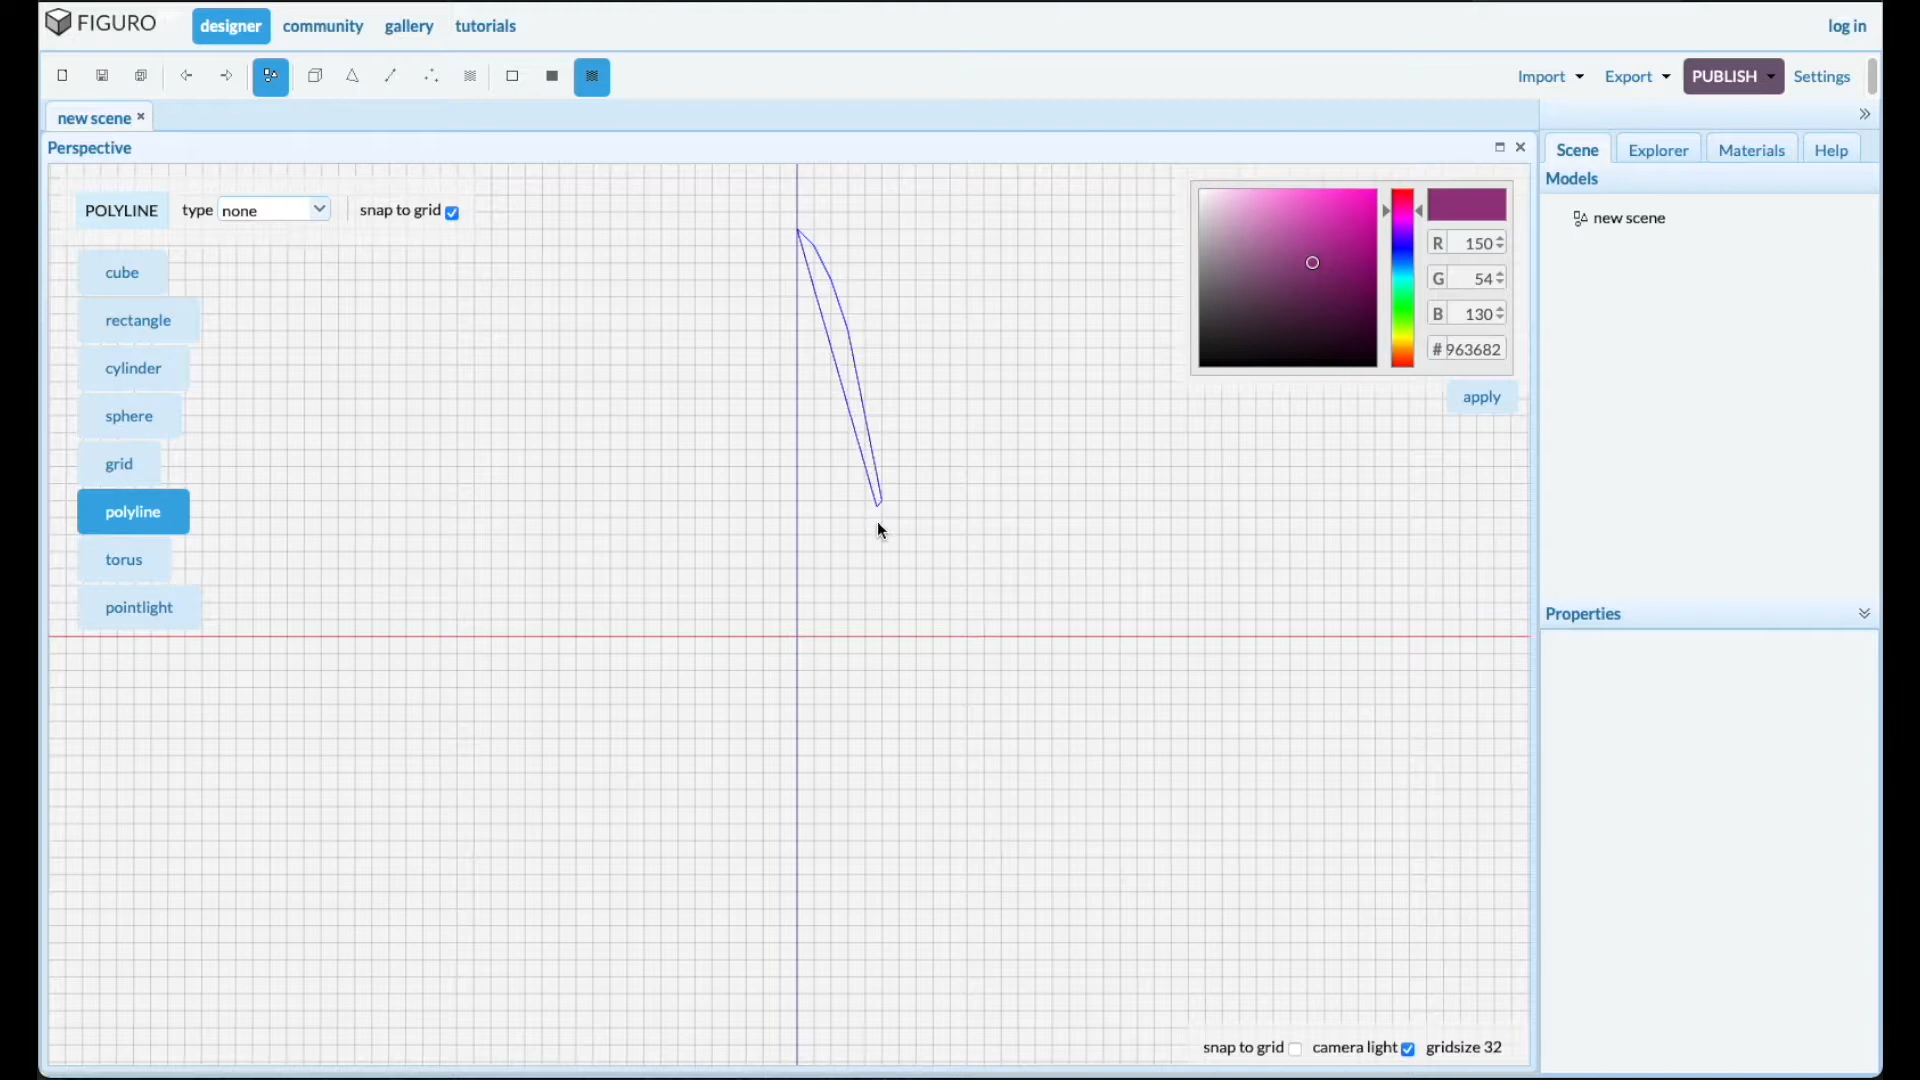 FIGURO designer community gallery tutorials log in
Import Export PUBLISH Settings
new scene
Perspective
Scene Explorer Materials Help
Models
new scene
POLYLINE type none snap to grid
cube
rectangle
cylinder
sphere
grid
polyline
torus
pointlight
R 150
G 54
B 130
# 963682
apply
Properties
snap to grid camera light gridsize 32